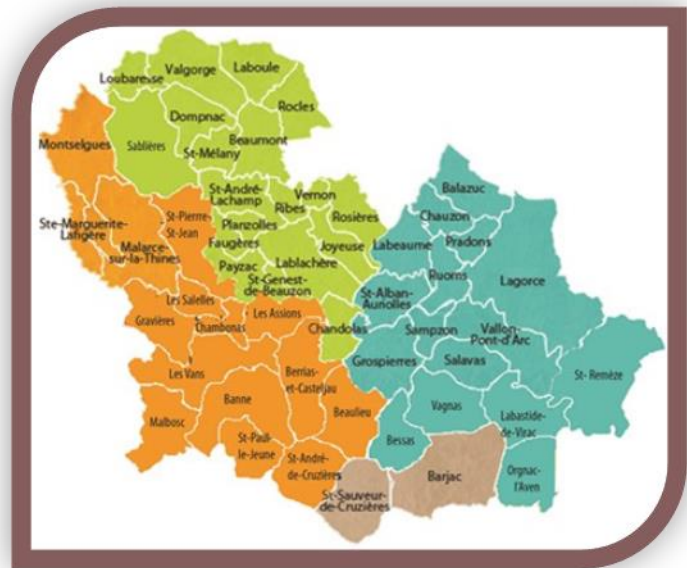 Loubaresse
Valgorge
Laboule
Rocles
Dompnac
Beaumont
Sablières
St-Mélany
Montselgues
St-André-
Lachamp
Vernon
Ribes
Rosières
Planzolles
Faugères
Joyeuse
Payzac
Lablachère
St-Genest-
de-Beauzon
Chandolas
Ste-Marguerite-
Lafigère
St-Pierrre-
St-Jean
Malarce-
sur-la-Thines
Les Salelles
Gravières
Chambonas
Les Assions
Les Vans
Berrias-
et-Casteljau
Banne
Beaulieu
Malbosc
St-Paul-
le-Jeune
St-André-
de-Cruzières
Balazuc
Chauzon
Labeaume
Pradons
Ruoms
Lagorce
St-Alban-
Auriolles
Sampzon
Vallon-
Pont-d'Arc
Grospierres
Salavas
St- Remèze
Vagnas
Labastide-
de-Virac
Bessas
Orgnac-
l'Aven
Barjac
St-Sauveur-
de-Cruzières